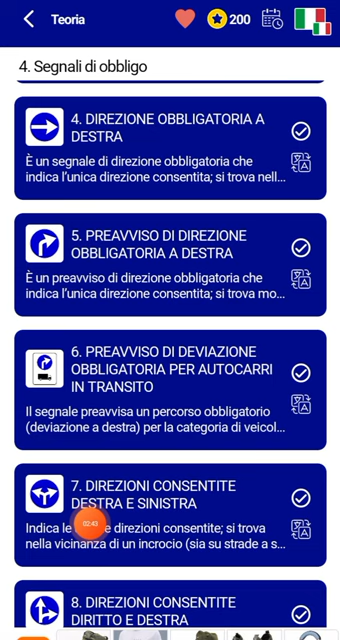 Teoria
200
4. Segnali di obbligo
4. DIREZIONE OBBLIGATORIA A
DESTRA
È un segnale di direzione obbligatoria che
indica l'unica direzione consentita; si trova nell...
5. PREAVVISO DI DIREZIONE
OBBLIGATORIA A DESTRA
È un preavviso di direzione obbligatoria che
indica l'unica direzione consentita; si trova mo...
6. PREAVVISO DI DEVIAZIONE
OBBLIGATORIA PER AUTOCARRI
IN TRANSITO
Il segnale preavvisa un percorso obbligatorio
(deviazione a destra) per la categoria di veicol...
7. DIREZIONI CONSENTITE
DESTRA E SINISTRA
02:43
Indica le direzioni consentite; si trova
nella vicinanza di un incrocio (sia su strade a s...
8. DIREZIONI CONSENTITE
DIRITTO E DESTRA